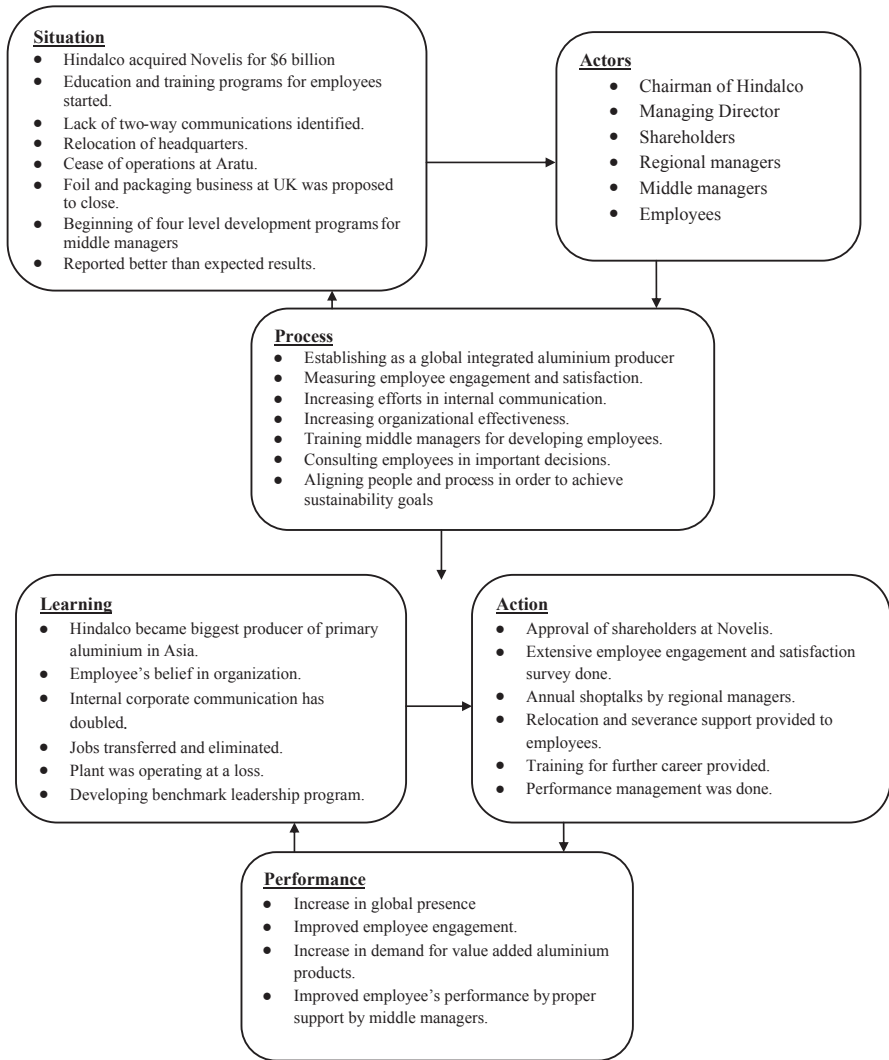 Situation
● Hindalco acquired Novelis for $6 billion
● Education and training programs for employees
started.
● Lack of two-way communications identified.
● Relocation of headquarters.
● Cease of operations at Aratu.
● Foil and packaging business at UK was proposed
to close.
● Beginning of four level development programs for
middle managers
● Reported better than expected results.
Actors
● Chairman of Hindalco
● Managing Director
● Shareholders
● Regional managers
● Middle managers
● Employees
Process
● Establishing as a global integrated aluminium producer
● Measuring employee engagement and satisfaction.
● Increasing efforts in internal communication.
● Increasing organizational effectiveness.
● Training middle managers for developing employees.
● Consulting employees in important decisions.
● Aligning people and process in order to achieve
sustainability goals
Learning
● Hindalco became biggest producer of primary
aluminium in Asia.
● Employee's belief in organization.
● Internal corporate communication has
doubled.
● Jobs transferred and eliminated.
● Plant was operating at a loss.
● Developing benchmark leadership program.
Action
● Approval of shareholders at Novelis.
● Extensive employee engagement and satisfaction
survey done.
● Annual shoptalks by regional managers.
● Relocation and severance support provided to
employees.
● Training for further career provided.
● Performance management was done.
Performance
● Increase in global presence
● Improved employee engagement.
● Increase in demand for value added aluminium
products.
● Improved employee's performance by proper
support by middle managers.